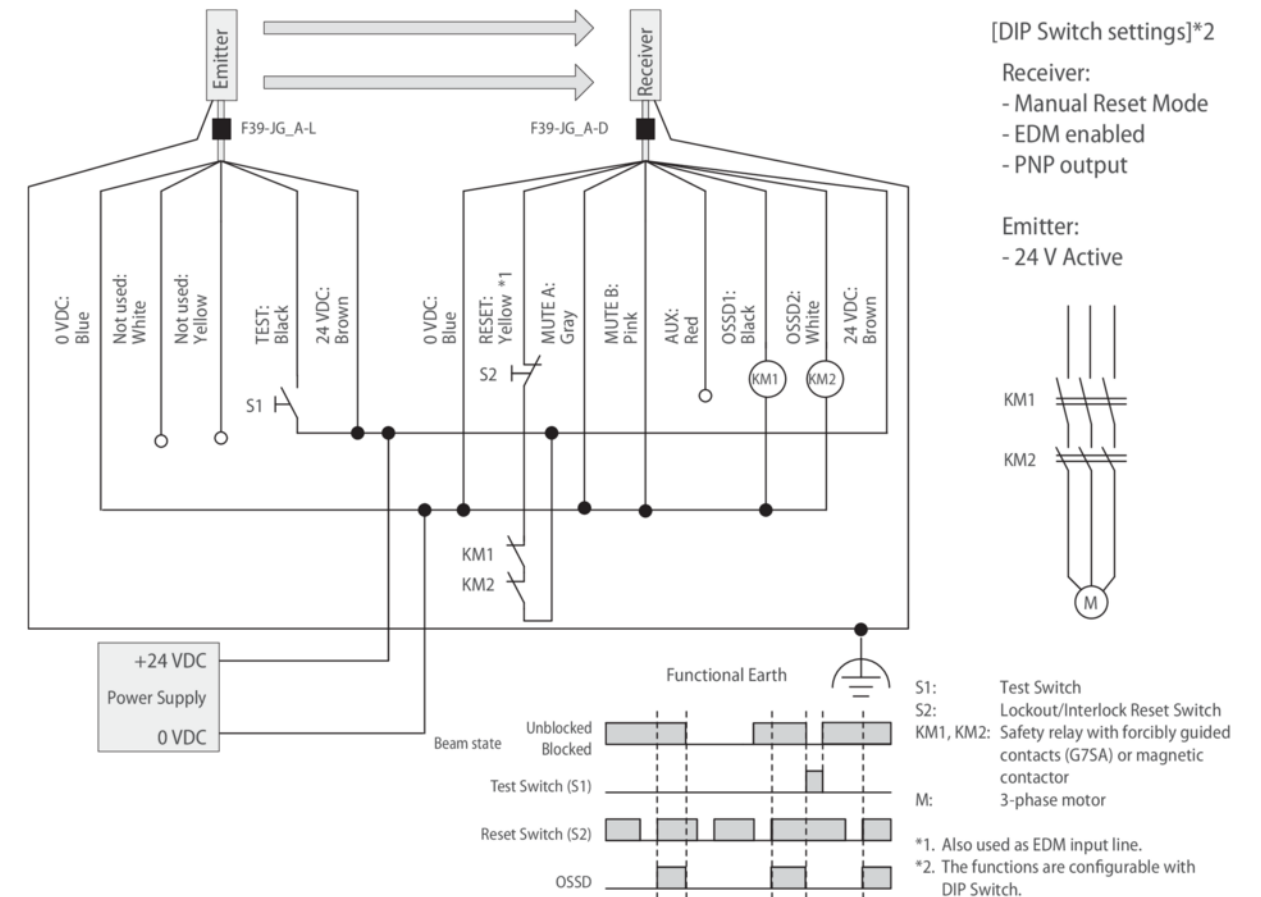 Emitter
Receiver
F39-JG_A-L
F39-JG_A-D
[DIP Switch settings]*2
Receiver:
- Manual Reset Mode
- EDM enabled
- PNP output
Emitter:
- 24 V Active
0 VDC:
Blue
Not used:
White
Not used:
Yellow
TEST:
Black
24 VDC:
Brown
0 VDC:
Blue
RESET:
Yellow *1
MUTE A:
Gray
MUTE B:
Pink
AUX:
Red
OSSD1:
Black
OSSD2:
White
24 VDC:
Brown
S1
S2
KM1
KM2
KM1
KM2
KM1
KM2
M
+24 VDC
Power Supply
0 VDC
Functional Earth
Beam state
Unblocked
Blocked
Test Switch (S1)
Reset Switch (S2)
OSSD
S1: Test Switch
S2: Lockout/Interlock Reset Switch
KM1, KM2: Safety relay with forcibly guided
contacts (G7SA) or magnetic
contactor
M: 3-phase motor
*1. Also used as EDM input line.
*2. The functions are configurable with
DIP Switch.